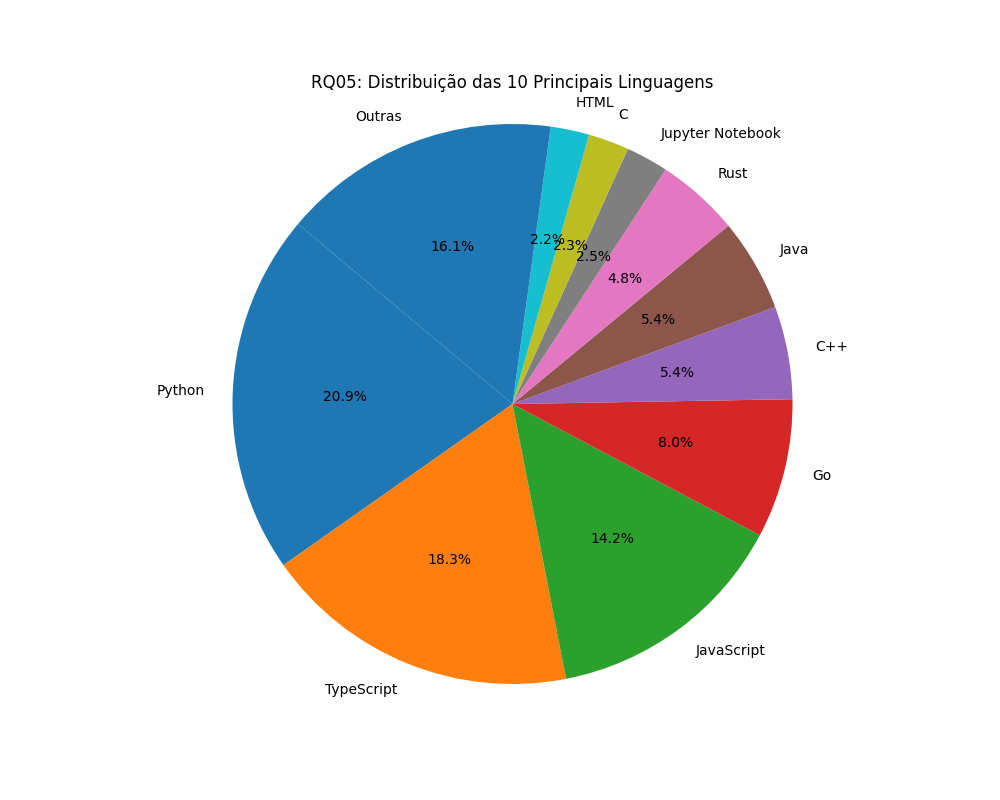 RQ05: Distribuição das 10 Principais Linguagens
HTML
C
Outras
Jupyter Notebook
Rust
Java
C++
Go
JavaScript
TypeScript
Python
2.2%
2.3%
2.5%
16.1%
4.8%
5.4%
5.4%
20.9%
8.0%
14.2%
18.3%